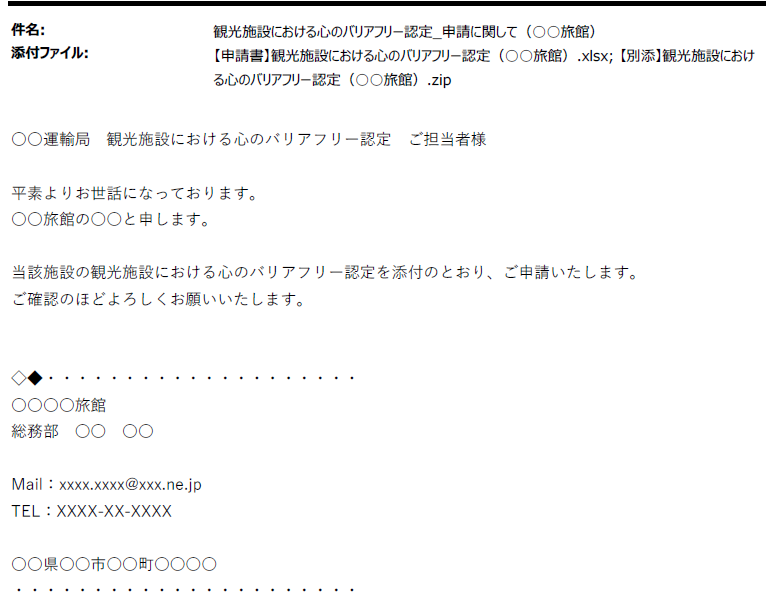 件名: 観光施設における心のバリアフリー認定_申請に関して（○○旅館）
添付ファイル: 【申請書】観光施設における心のバリアフリー認定（○○旅館）.xlsx; 【別添】観光施設におけ
る心のバリアフリー認定（○○旅館）.zip
○○運輸局　観光施設における心のバリアフリー認定　ご担当者様
平素よりお世話になっております。
○○旅館の○○と申します。
当該施設の観光施設における心のバリアフリー認定を添付のとおり、ご申請いたします。
ご確認のほどよろしくお願いいたします。
◇◆・・・・・・・・・・・・・・・・・・・・
○○○○旅館
総務部　○○　○○
Mail：xxxx.xxxx@xxx.ne.jp
TEL：XXXX-XX-XXXX
○○県○○市○○町○○○○
・・・・・・・・・・・・・・・・・・・・・・